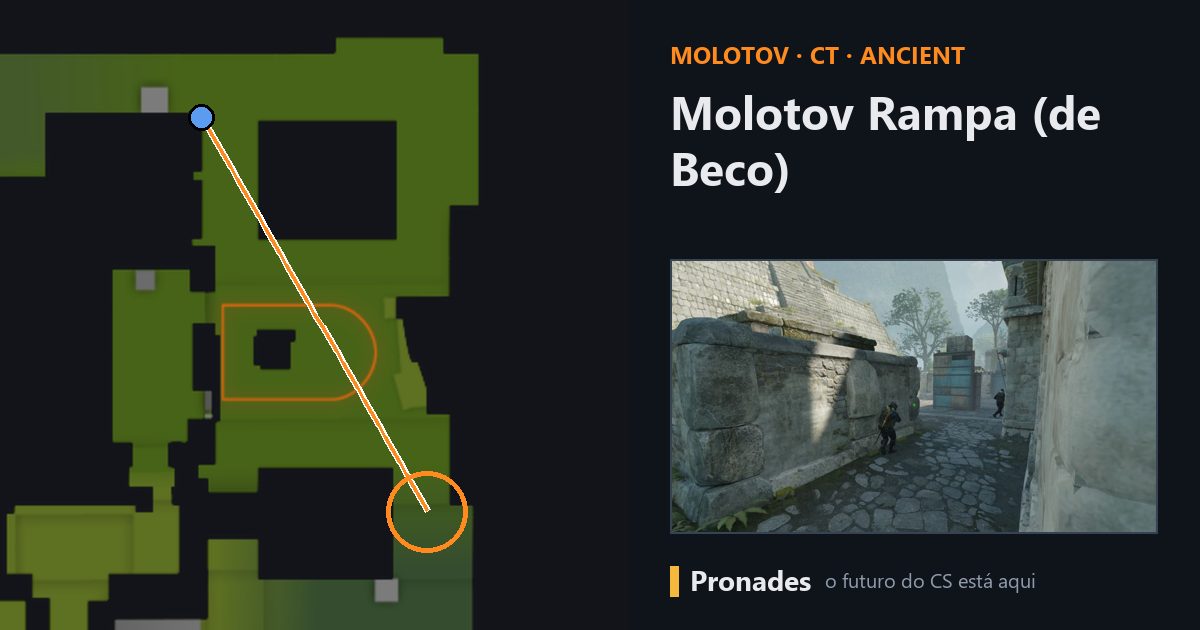 MOLOTOV · CT · ANCIENT
Molotov Rampa (de
Beco)
Pronades o futuro do CS está aqui